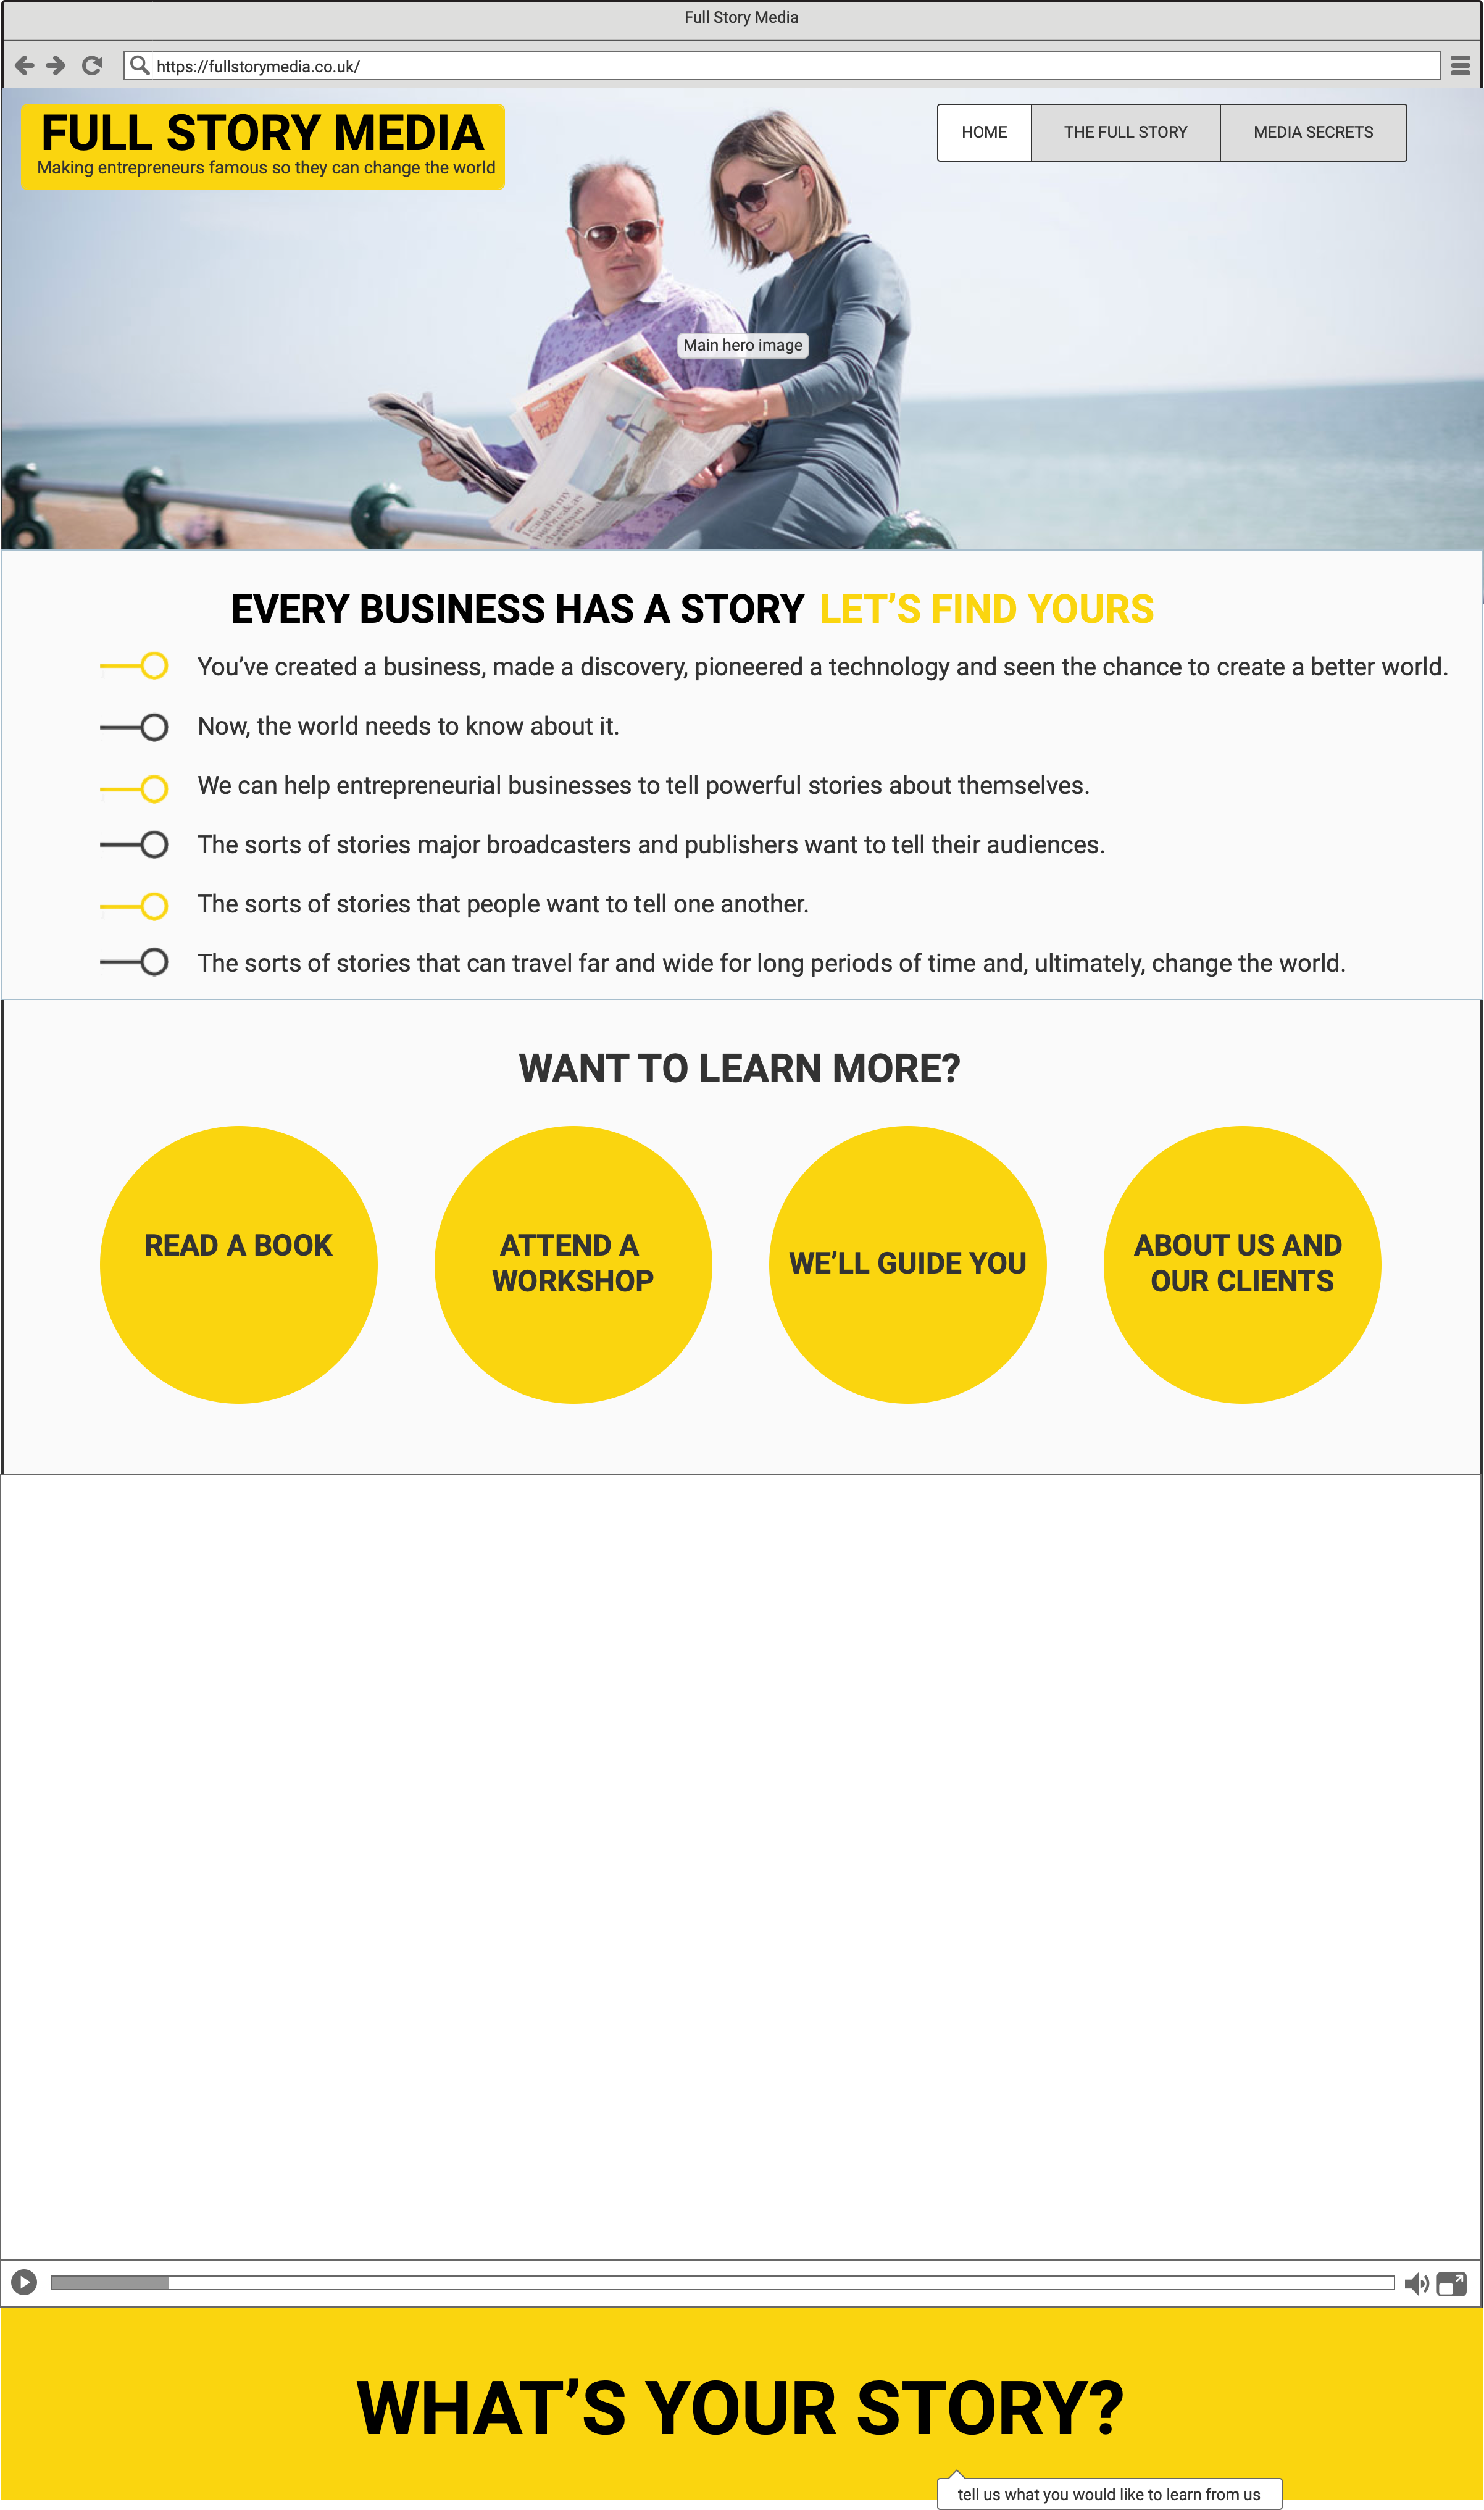 Full Story Media
https://fullstorymedia.co.uk/
FULL STORY MEDIA
Making entrepreneurs famous so they can change the world
HOME
THE FULL STORY
MEDIA SECRETS
Main hero image
EVERY BUSINESS HAS A STORY LET’S FIND YOURS
You’ve created a business, made a discovery, pioneered a technology and seen the chance to create a better world.
Now, the world needs to know about it.
We can help entrepreneurial businesses to tell powerful stories about themselves.
The sorts of stories major broadcasters and publishers want to tell their audiences.
The sorts of stories that people want to tell one another.
The sorts of stories that can travel far and wide for long periods of time and, ultimately, change the world.
WANT TO LEARN MORE?
READ A BOOK
ATTEND A
WORKSHOP
WE’LL GUIDE YOU
ABOUT US AND
OUR CLIENTS
WHAT’S YOUR STORY?
tell us what you would like to learn from us